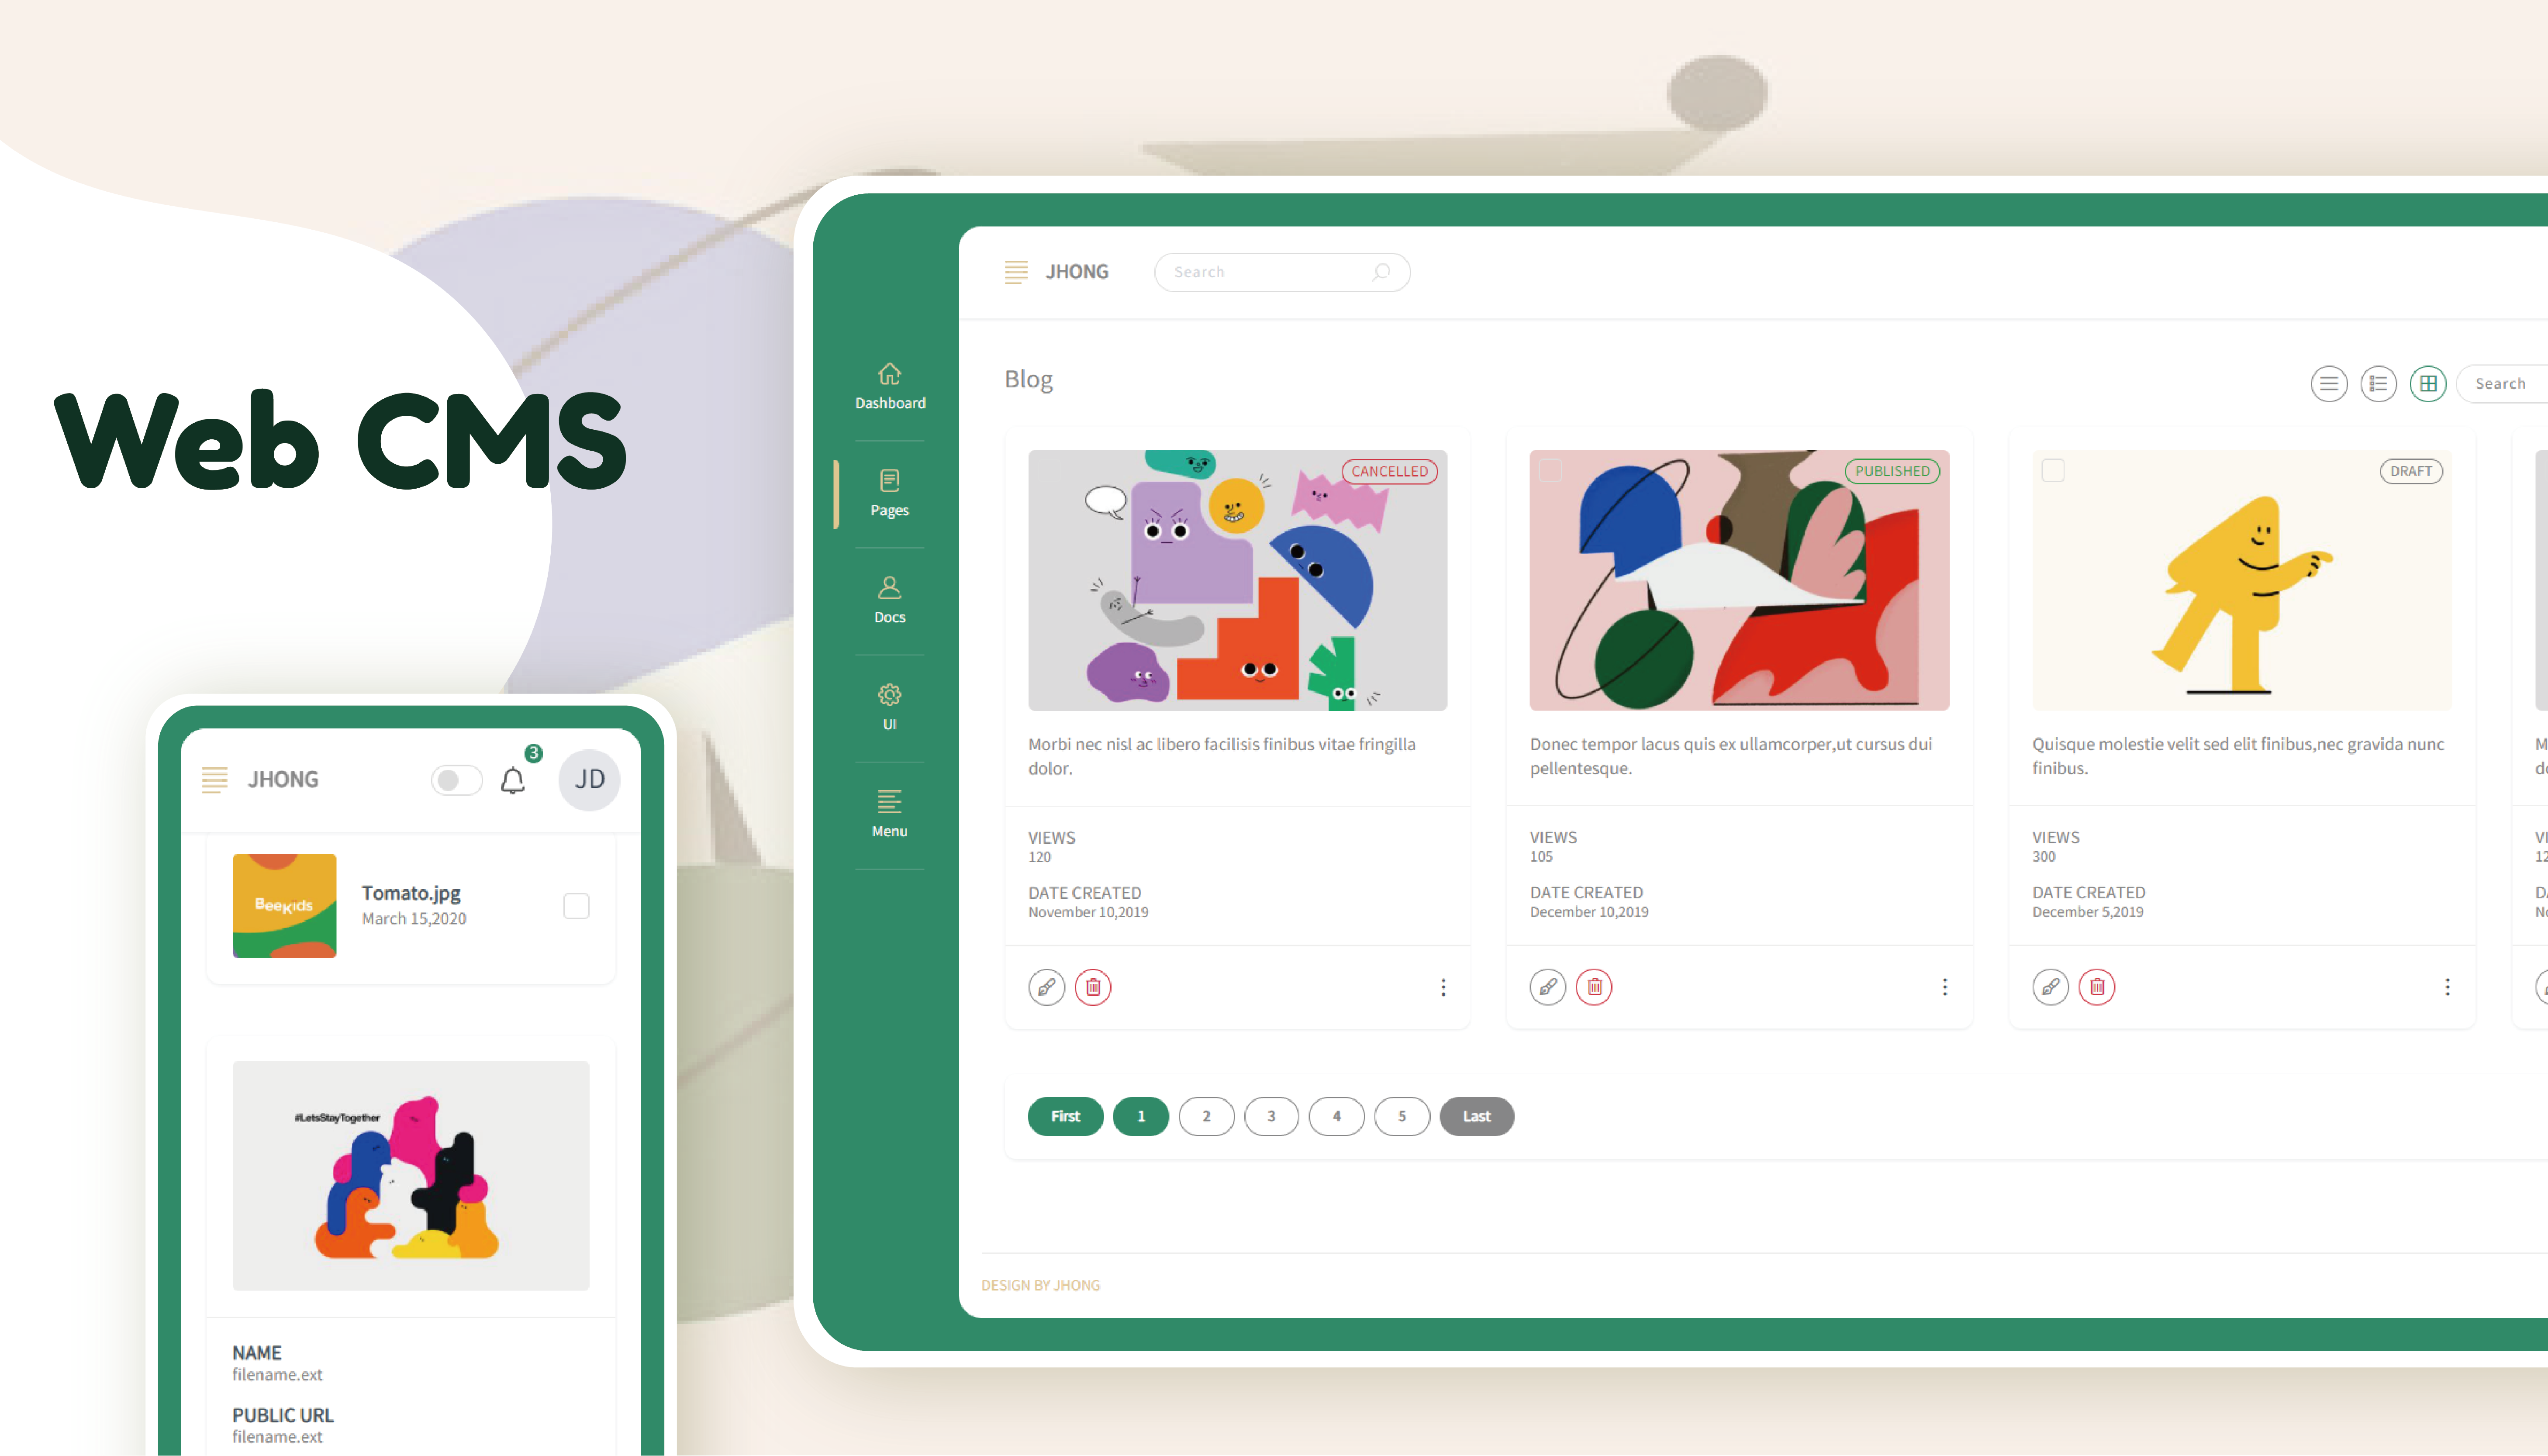 Web CMS
JHONG
Search
Dashboard
Pages
Docs
UI
Menu
Blog
Search
CANCELLED
Morbi nec nisl ac libero facilisis finibus vitae fringilla
dolor.
VIEWS
120
DATE CREATED
November 10,2019
PUBLISHED
Donec tempor lacus quis ex ullamcorper,ut cursus dui
pellentesque.
VIEWS
105
DATE CREATED
December 10,2019
DRAFT
Quisque molestie velit sed elit finibus,nec gravida nunc
finibus.
VIEWS
300
DATE CREATED
December 5,2019
First 1 2 3 4 5 Last
DESIGN BY JHONG
JHONG
3
JD
BeeKids
Tomato.jpg
March 15,2020
#LetsStayTogether
NAME
filename.ext
PUBLIC URL
filename.ext